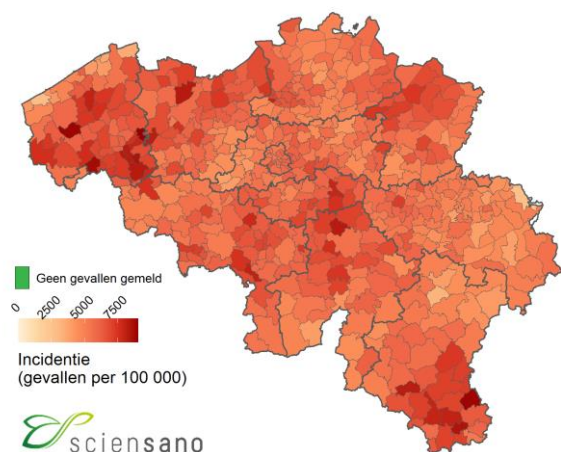 Geen gevallen gemeld
0
2500
5000
7500
Incidentie
(gevallen per 100 000)
sciensano